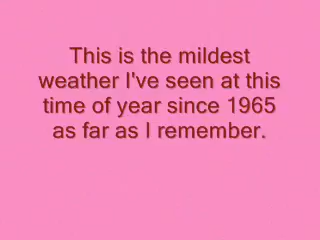 This is the mildest
weather I've seen at this
time of year since 1965
as far as I remember.